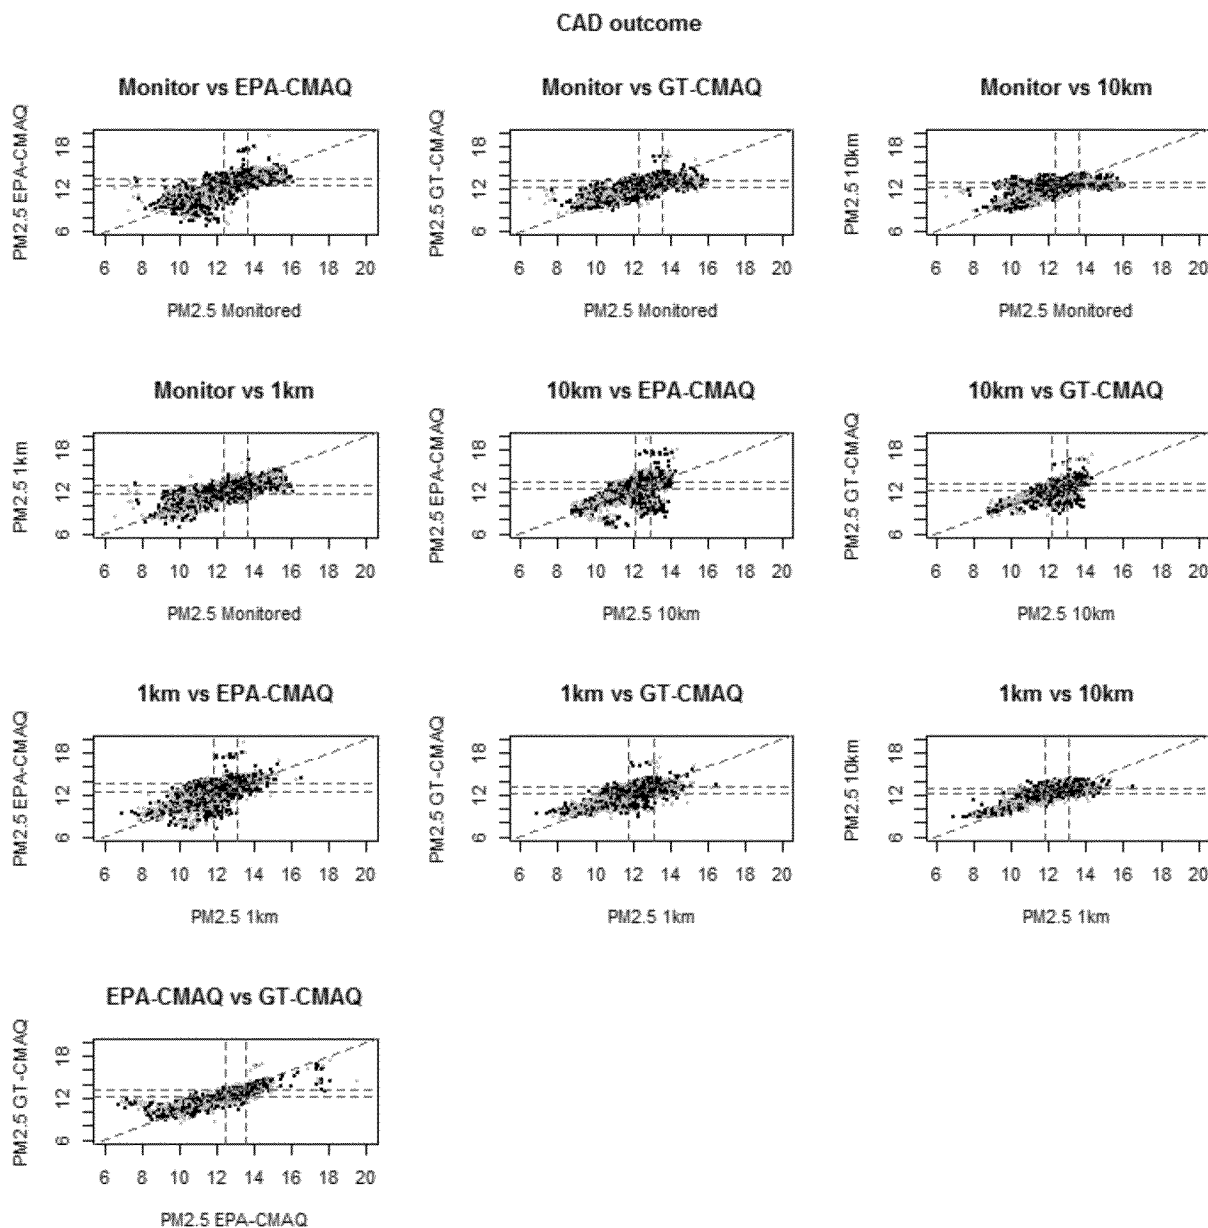 CAD outcome
Monitor vs EPA-CMAQ
PM2.5 EPA-CMAQ
6 12 18
6 8 10 12 14 16 18 20
PM2.5 Monitored
Monitor vs GT-CMAQ
PM2.5 GT-CMAQ
6 12 18
6 8 10 12 14 16 18 20
PM2.5 Monitored
Monitor vs 10km
PM2.5 10km
6 12 18
6 8 10 12 14 16 18 20
PM2.5 Monitored
Monitor vs 1km
PM2.5 1km
6 12 18
6 8 10 12 14 16 18 20
PM2.5 Monitored
10km vs EPA-CMAQ
PM2.5 EPA-CMAQ
6 12 18
6 8 10 12 14 16 18 20
PM2.5 10km
10km vs GT-CMAQ
PM2.5 GT-CMAQ
6 12 18
6 8 10 12 14 16 18 20
PM2.5 10km
1km vs EPA-CMAQ
PM2.5 EPA-CMAQ
6 12 18
6 8 10 12 14 16 18 20
PM2.5 1km
1km vs GT-CMAQ
PM2.5 GT-CMAQ
6 12 18
6 8 10 12 14 16 18 20
PM2.5 1km
1km vs 10km
PM2.5 10km
6 12 18
6 8 10 12 14 16 18 20
PM2.5 1km
EPA-CMAQ vs GT-CMAQ
PM2.5 GT-CMAQ
6 12 18
6 8 10 12 14 16 18 20
PM2.5 EPA-CMAQ